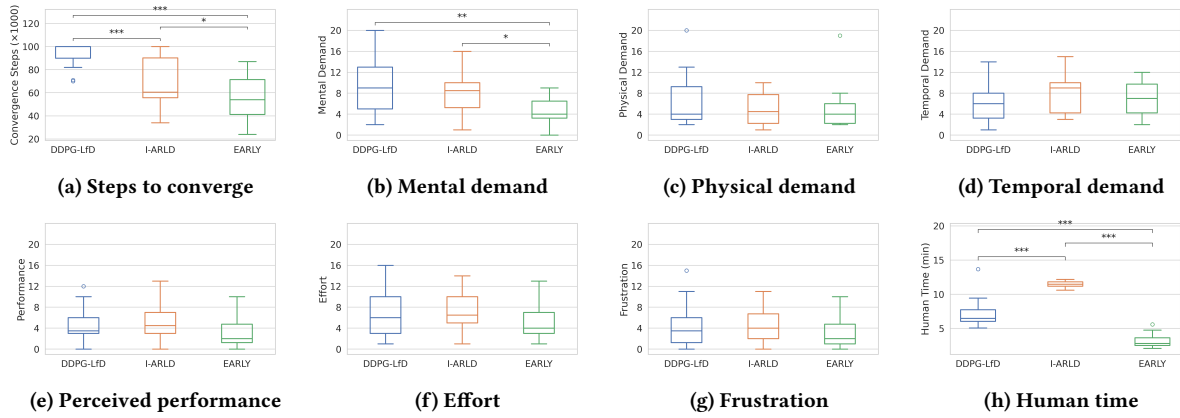 ***
*
***
Convergence Steps (×1000)
120
100
80
60
40
20
DDPG-LfD
I-ARLD
EARLY
(a) Steps to converge
**
*
Mental Demand
20
16
12
8
4
0
DDPG-LfD
I-ARLD
EARLY
(b) Mental demand
Physical Demand
20
16
12
8
4
0
DDPG-LfD
I-ARLD
EARLY
(c) Physical demand
Temporal Demand
20
16
12
8
4
0
DDPG-LfD
I-ARLD
EARLY
(d) Temporal demand
Performance
20
16
12
8
4
0
DDPG-LfD
I-ARLD
EARLY
(e) Perceived performance
Effort
20
16
12
8
4
0
DDPG-LfD
I-ARLD
EARLY
(f) Effort
Frustration
20
16
12
8
4
0
DDPG-LfD
I-ARLD
EARLY
(g) Frustration
***
***
***
Human Time (min)
20
15
10
5
DDPG-LfD
I-ARLD
EARLY
(h) Human time